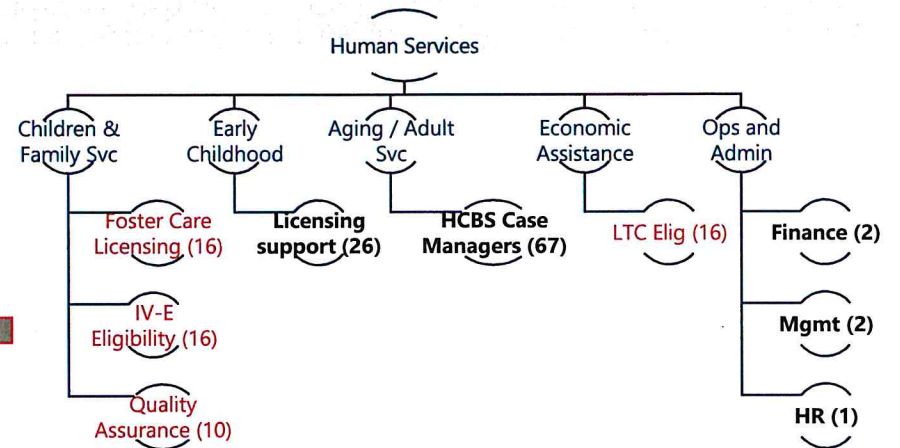 Human Services
Children &
Family Svc
Early
Childhood
Aging / Adult
Svc
Economic
Assistance
Ops and
Admin
Foster Care
Licensing (16)
Licensing
support (26)
HCBS Case
Managers (67)
LTC Elig (16)
Finance (2)
IV-E
Eligibility (16)
Mgmt (2)
Quality
Assurance (10)
HR (1)